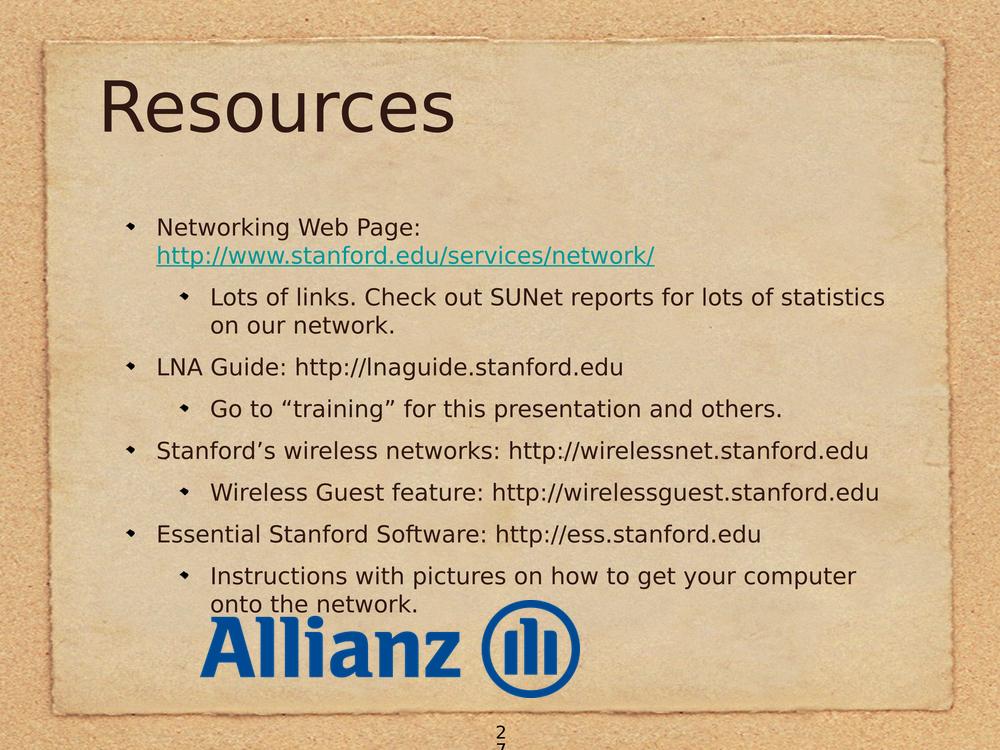 Resources
Networking Web Page:
http://www.stanford.edu/services/network/
Lots of links. Check out SUNet reports for lots of statistics
on our network.
LNA Guide: http://lnaguide.stanford.edu
Go to “training” for this presentation and others.
Stanford’s wireless networks: http://wirelessnet.stanford.edu
Wireless Guest feature: http://wirelessguest.stanford.edu
Essential Stanford Software: http://ess.stanford.edu
Instructions with pictures on how to get your computer
onto the network.
Allianz
2
7